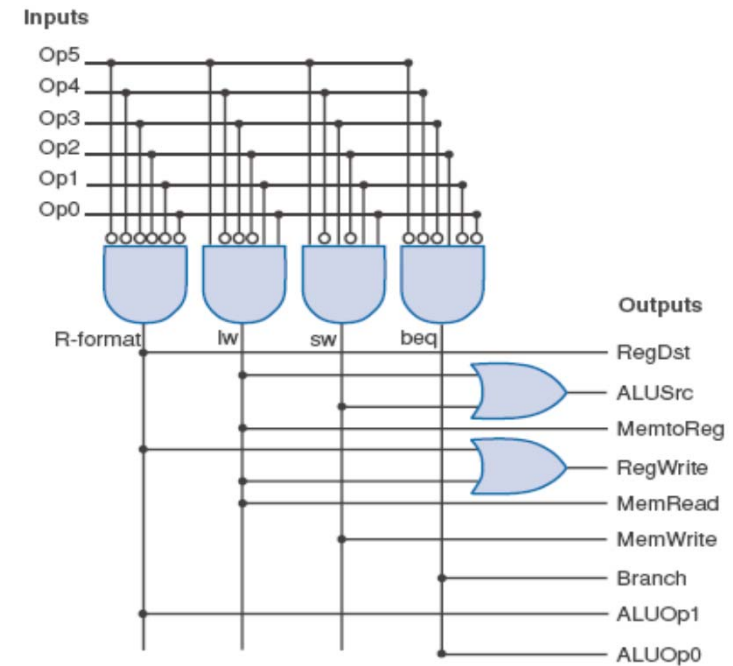 Inputs
Op5
Op4
Op3
Op2
Op1
Op0
Outputs
R-format lw sw beq
RegDst
ALUSrc
MemtoReg
RegWrite
MemRead
MemWrite
Branch
ALUOp1
ALUOp0